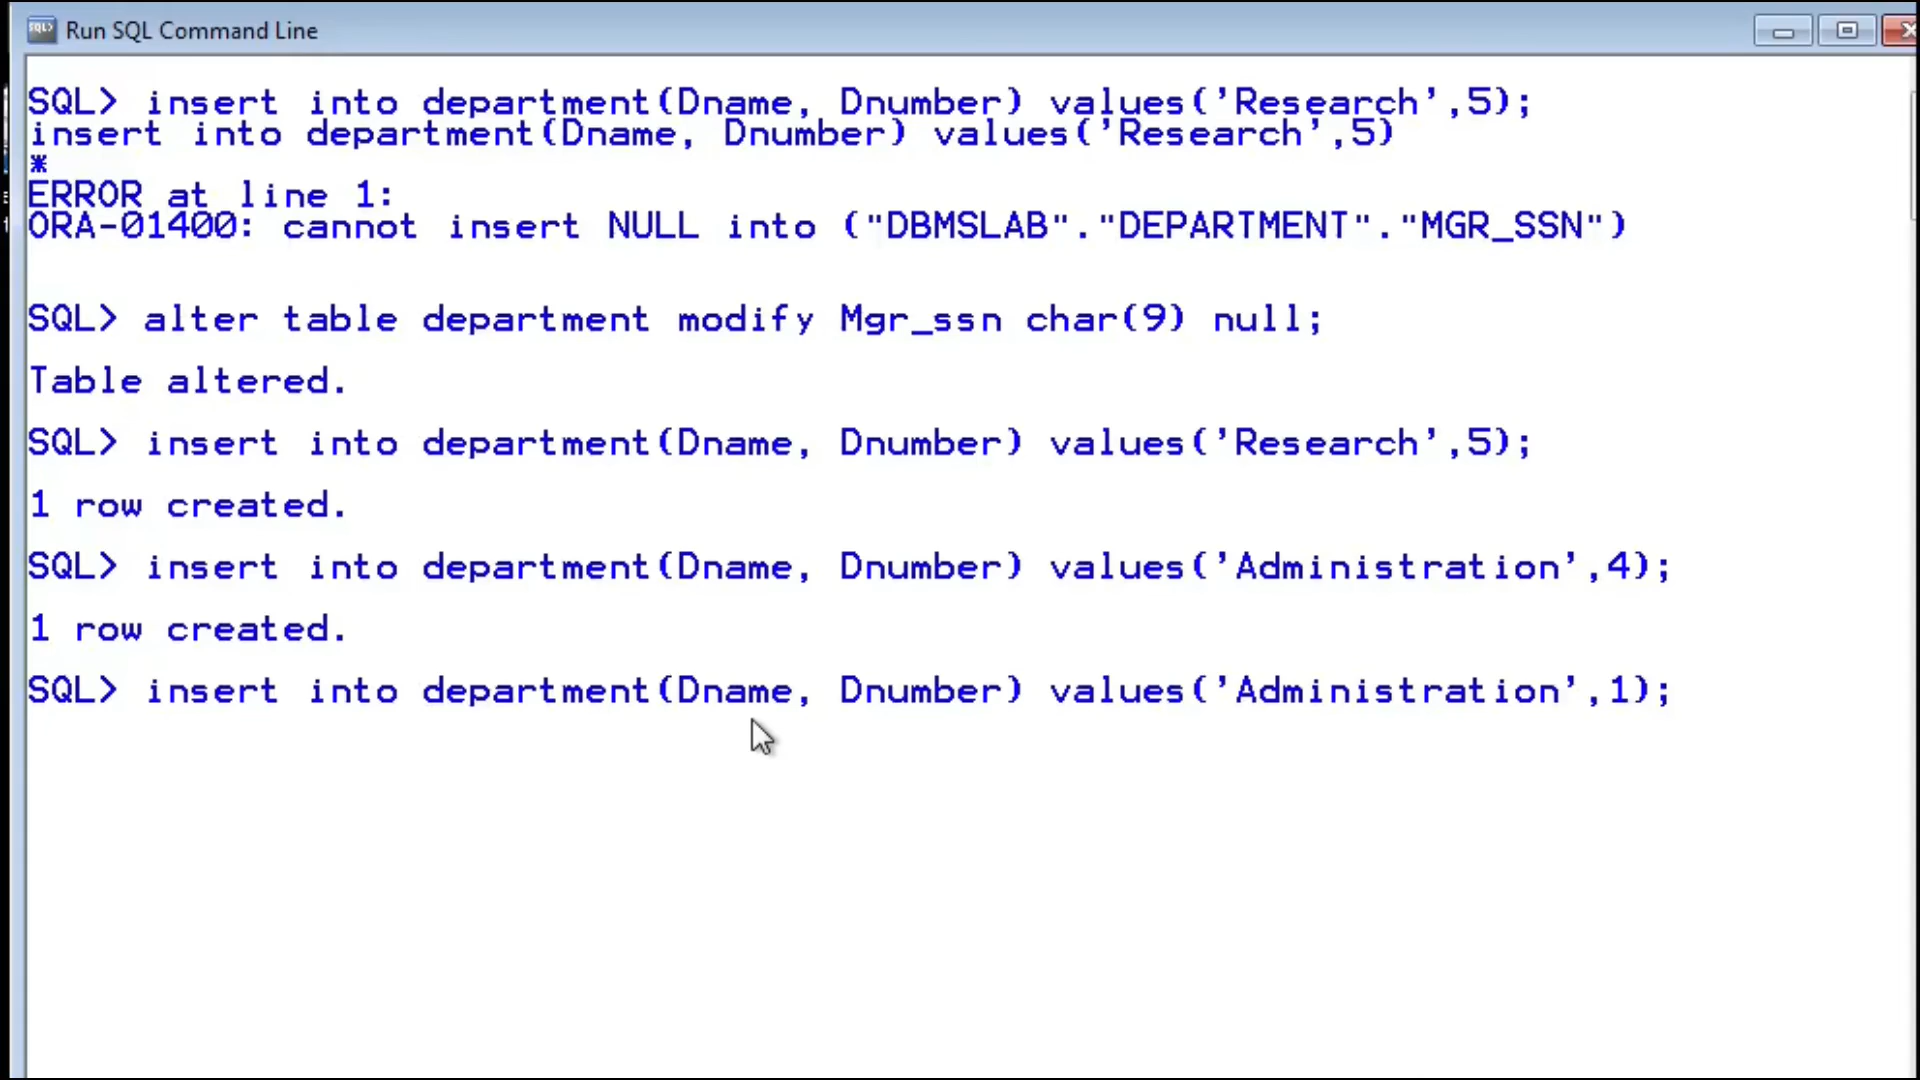 Run SQL Command Line
SQL> insert into department(Dname, Dnumber) values('Research',5);
insert into department(Dname, Dnumber) values('Research',5)
*
ERROR at line 1:
ORA-01400: cannot insert NULL into ("DBMSLAB"."DEPARTMENT"."MGR_SSN")
SQL> alter table department modify Mgr_ssn char(9) null;
Table altered.
SQL> insert into department(Dname, Dnumber) values('Research',5);
1 row created.
SQL> insert into department(Dname, Dnumber) values('Administration',4);
1 row created.
SQL> insert into department(Dname, Dnumber) values('Administration',1);